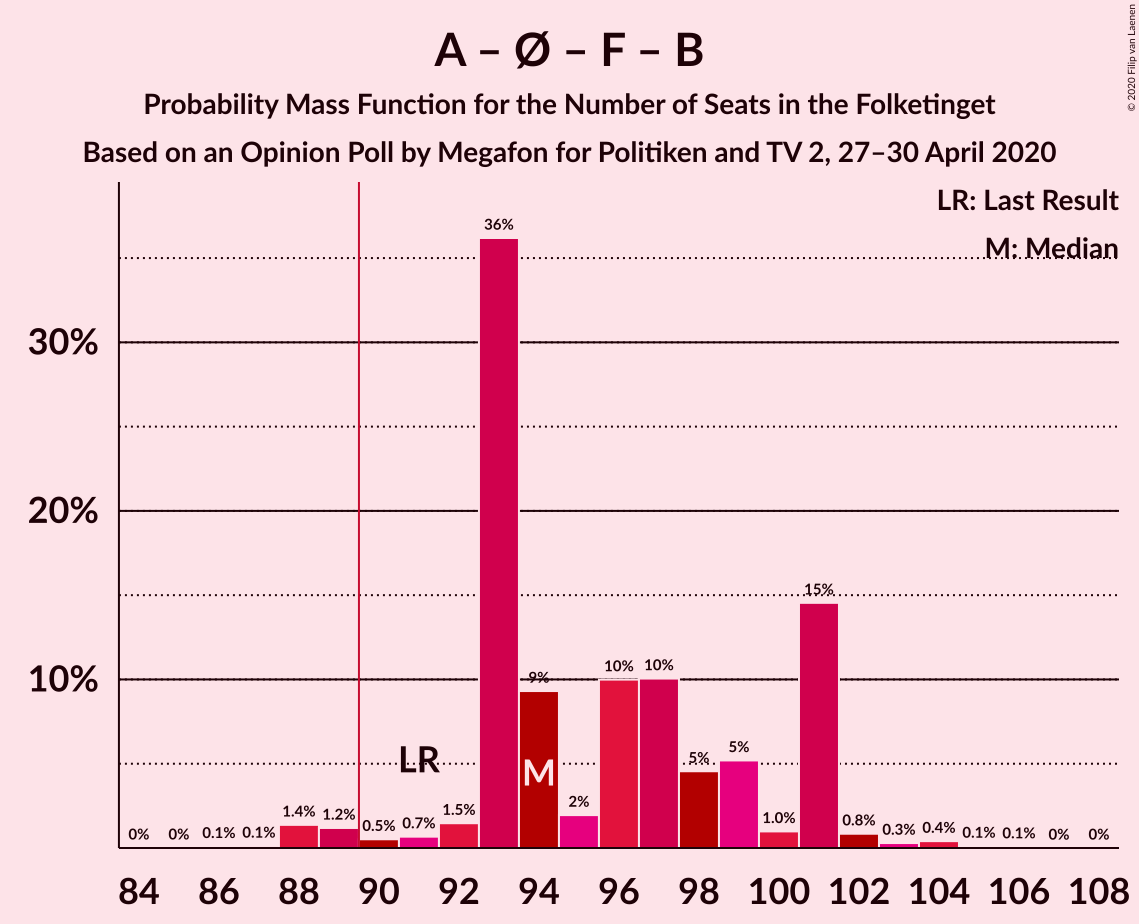 A – Ø – F – B
Probability Mass Function for the Number of Seats in the Folketinget
Based on an Opinion Poll by Megafon for Politiken and TV 2, 27–30 April 2020
© 2020 Filip van Laenen
LR: Last Result
M: Median
30%
20%
10%
0% 0% 0.1% 0.1% 1.4% 1.2% 0.5% 0.7% 1.5% 36% 9% 2% 10% 10% 5% 5% 1.0% 15% 0.8% 0.3% 0.4% 0.1% 0.1% 0% 0%
LR M
84 86 88 90 92 94 96 98 100 102 104 106 108